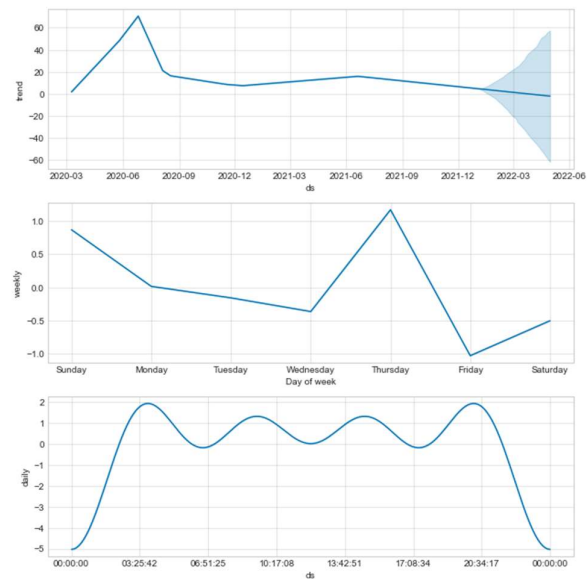 60
40
20
0
−20
−40
−60
trend
2020-03 2020-06 2020-09 2020-12 2021-03 2021-06 2021-09 2021-12 2022-03 2022-06
ds
1.0
0.5
0.0
−0.5
−1.0
weekly
Sunday Monday Tuesday Wednesday Thursday Friday Saturday
Day of week
2
1
0
−1
−2
−3
−4
−5
daily
00:00:00 03:25:42 06:51:25 10:17:08 13:42:51 17:08:34 20:34:17 00:00:00
ds